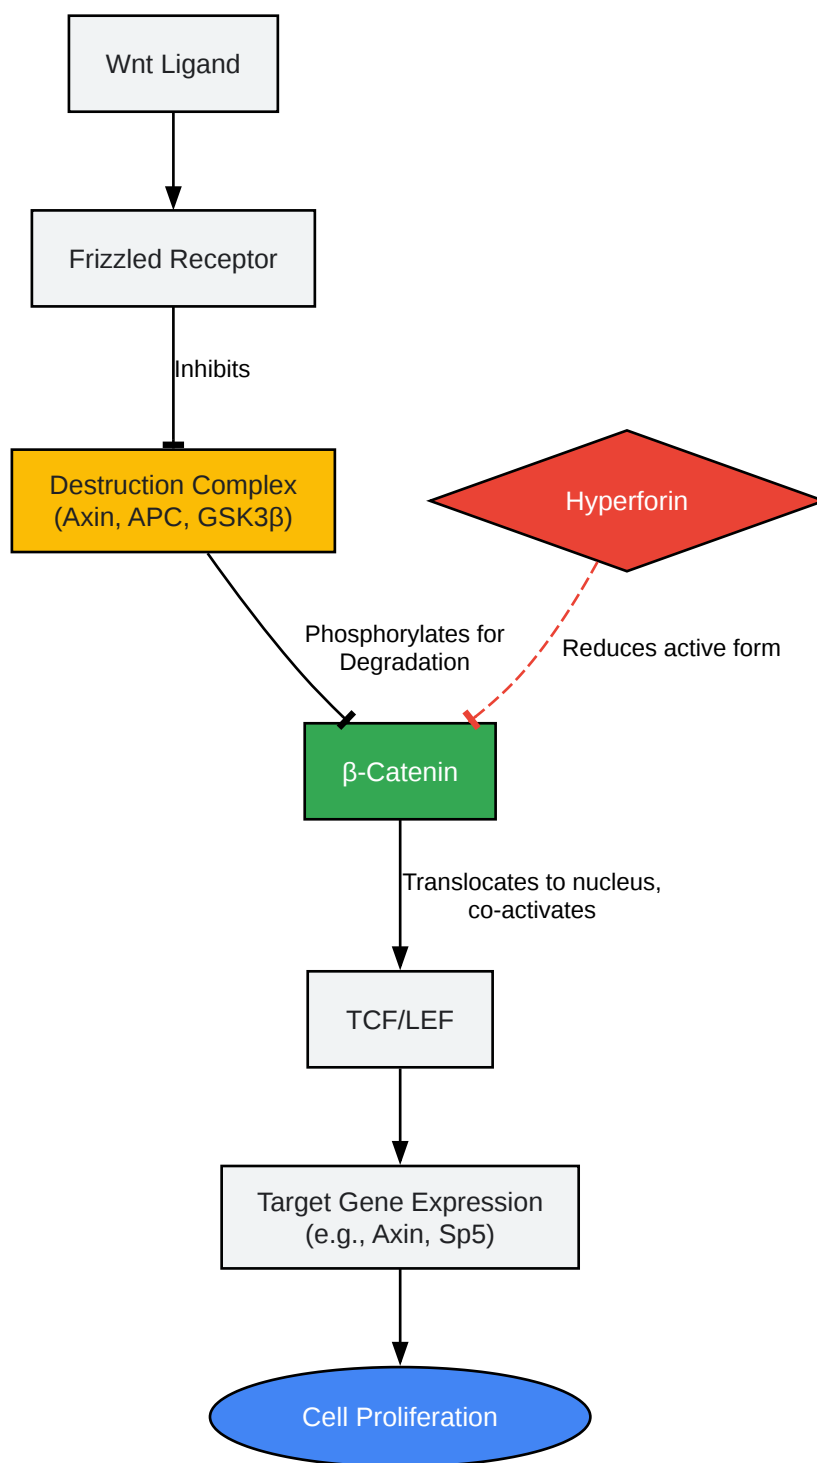 Wnt Ligand
Frizzled Receptor
Inhibits
Destruction Complex
(Axin, APC, GSK3β)
Hyperforin
Phosphorylates for
Degradation
Reduces active form
β-Catenin
Translocates to nucleus,
co-activates
TCF/LEF
Target Gene Expression
(e.g., Axin, Sp5)
Cell Proliferation